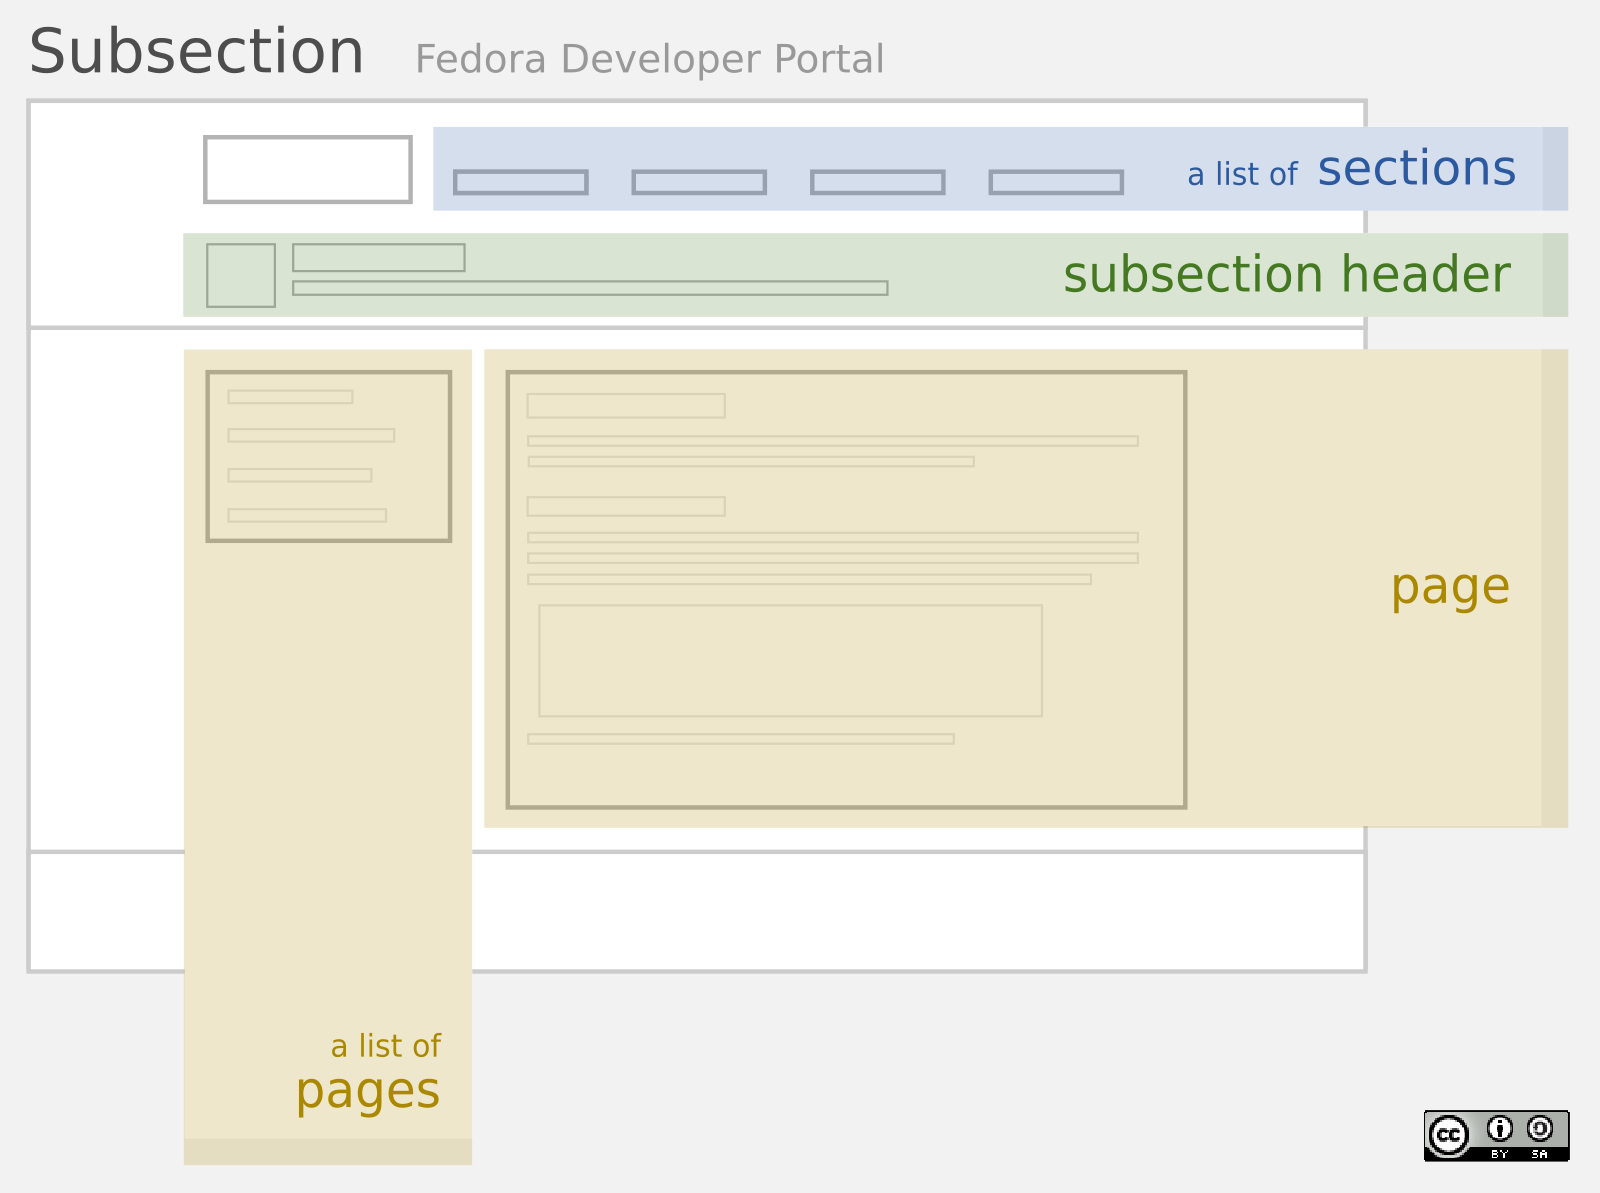 Subsection Fedora Developer Portal
a list of sections
subsection header
page
a list of
pages
cc BY SA